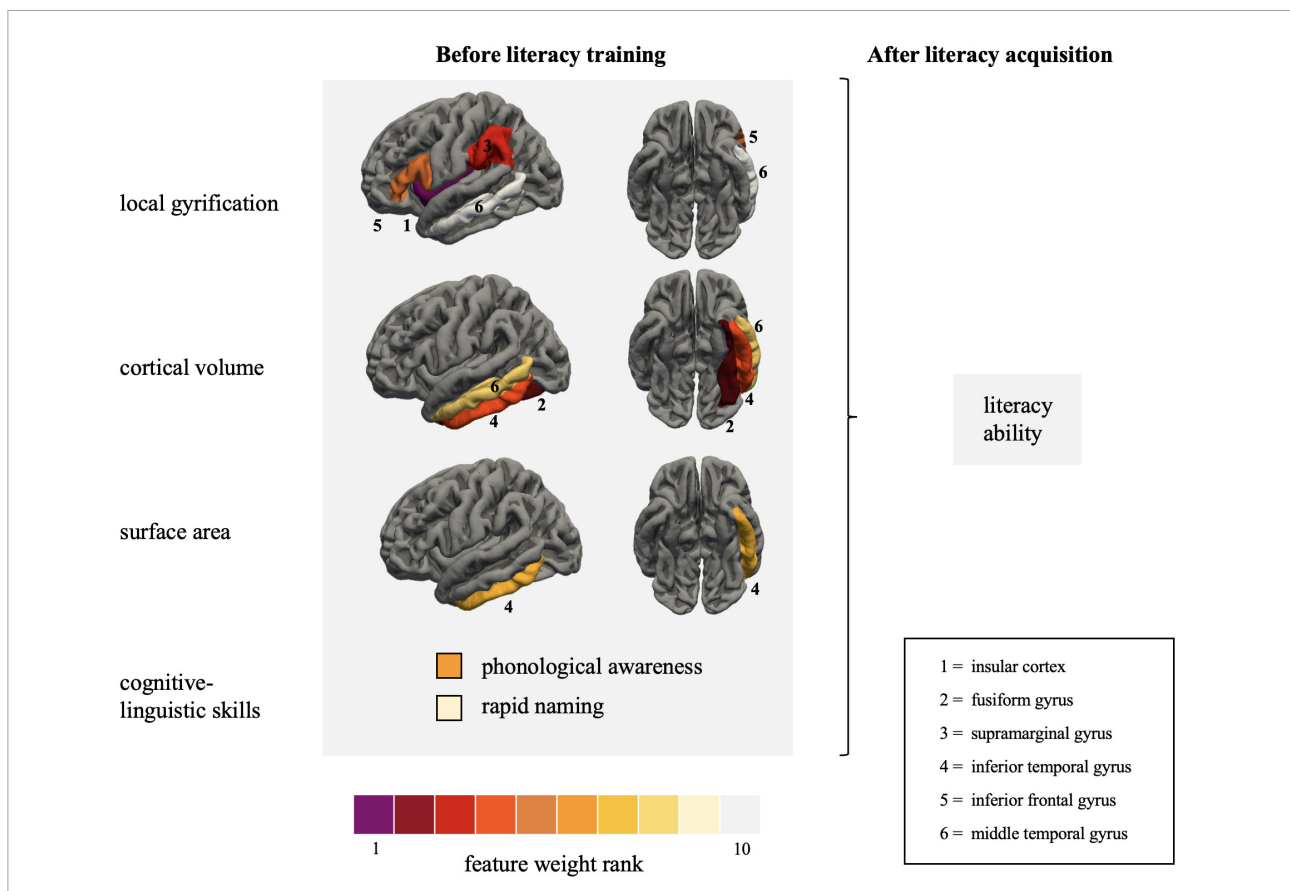 Before literacy training
After literacy acquisition
local gyrification
3
6
5
1
5
6
cortical volume
6
2
4
6
4
2
literacy
ability
surface area
4
4
cognitive-
linguistic skills
phonological awareness
rapid naming
1
10
feature weight rank
1 = insular cortex
2 = fusiform gyrus
3 = supramarginal gyrus
4 = inferior temporal gyrus
5 = inferior frontal gyrus
6 = middle temporal gyrus